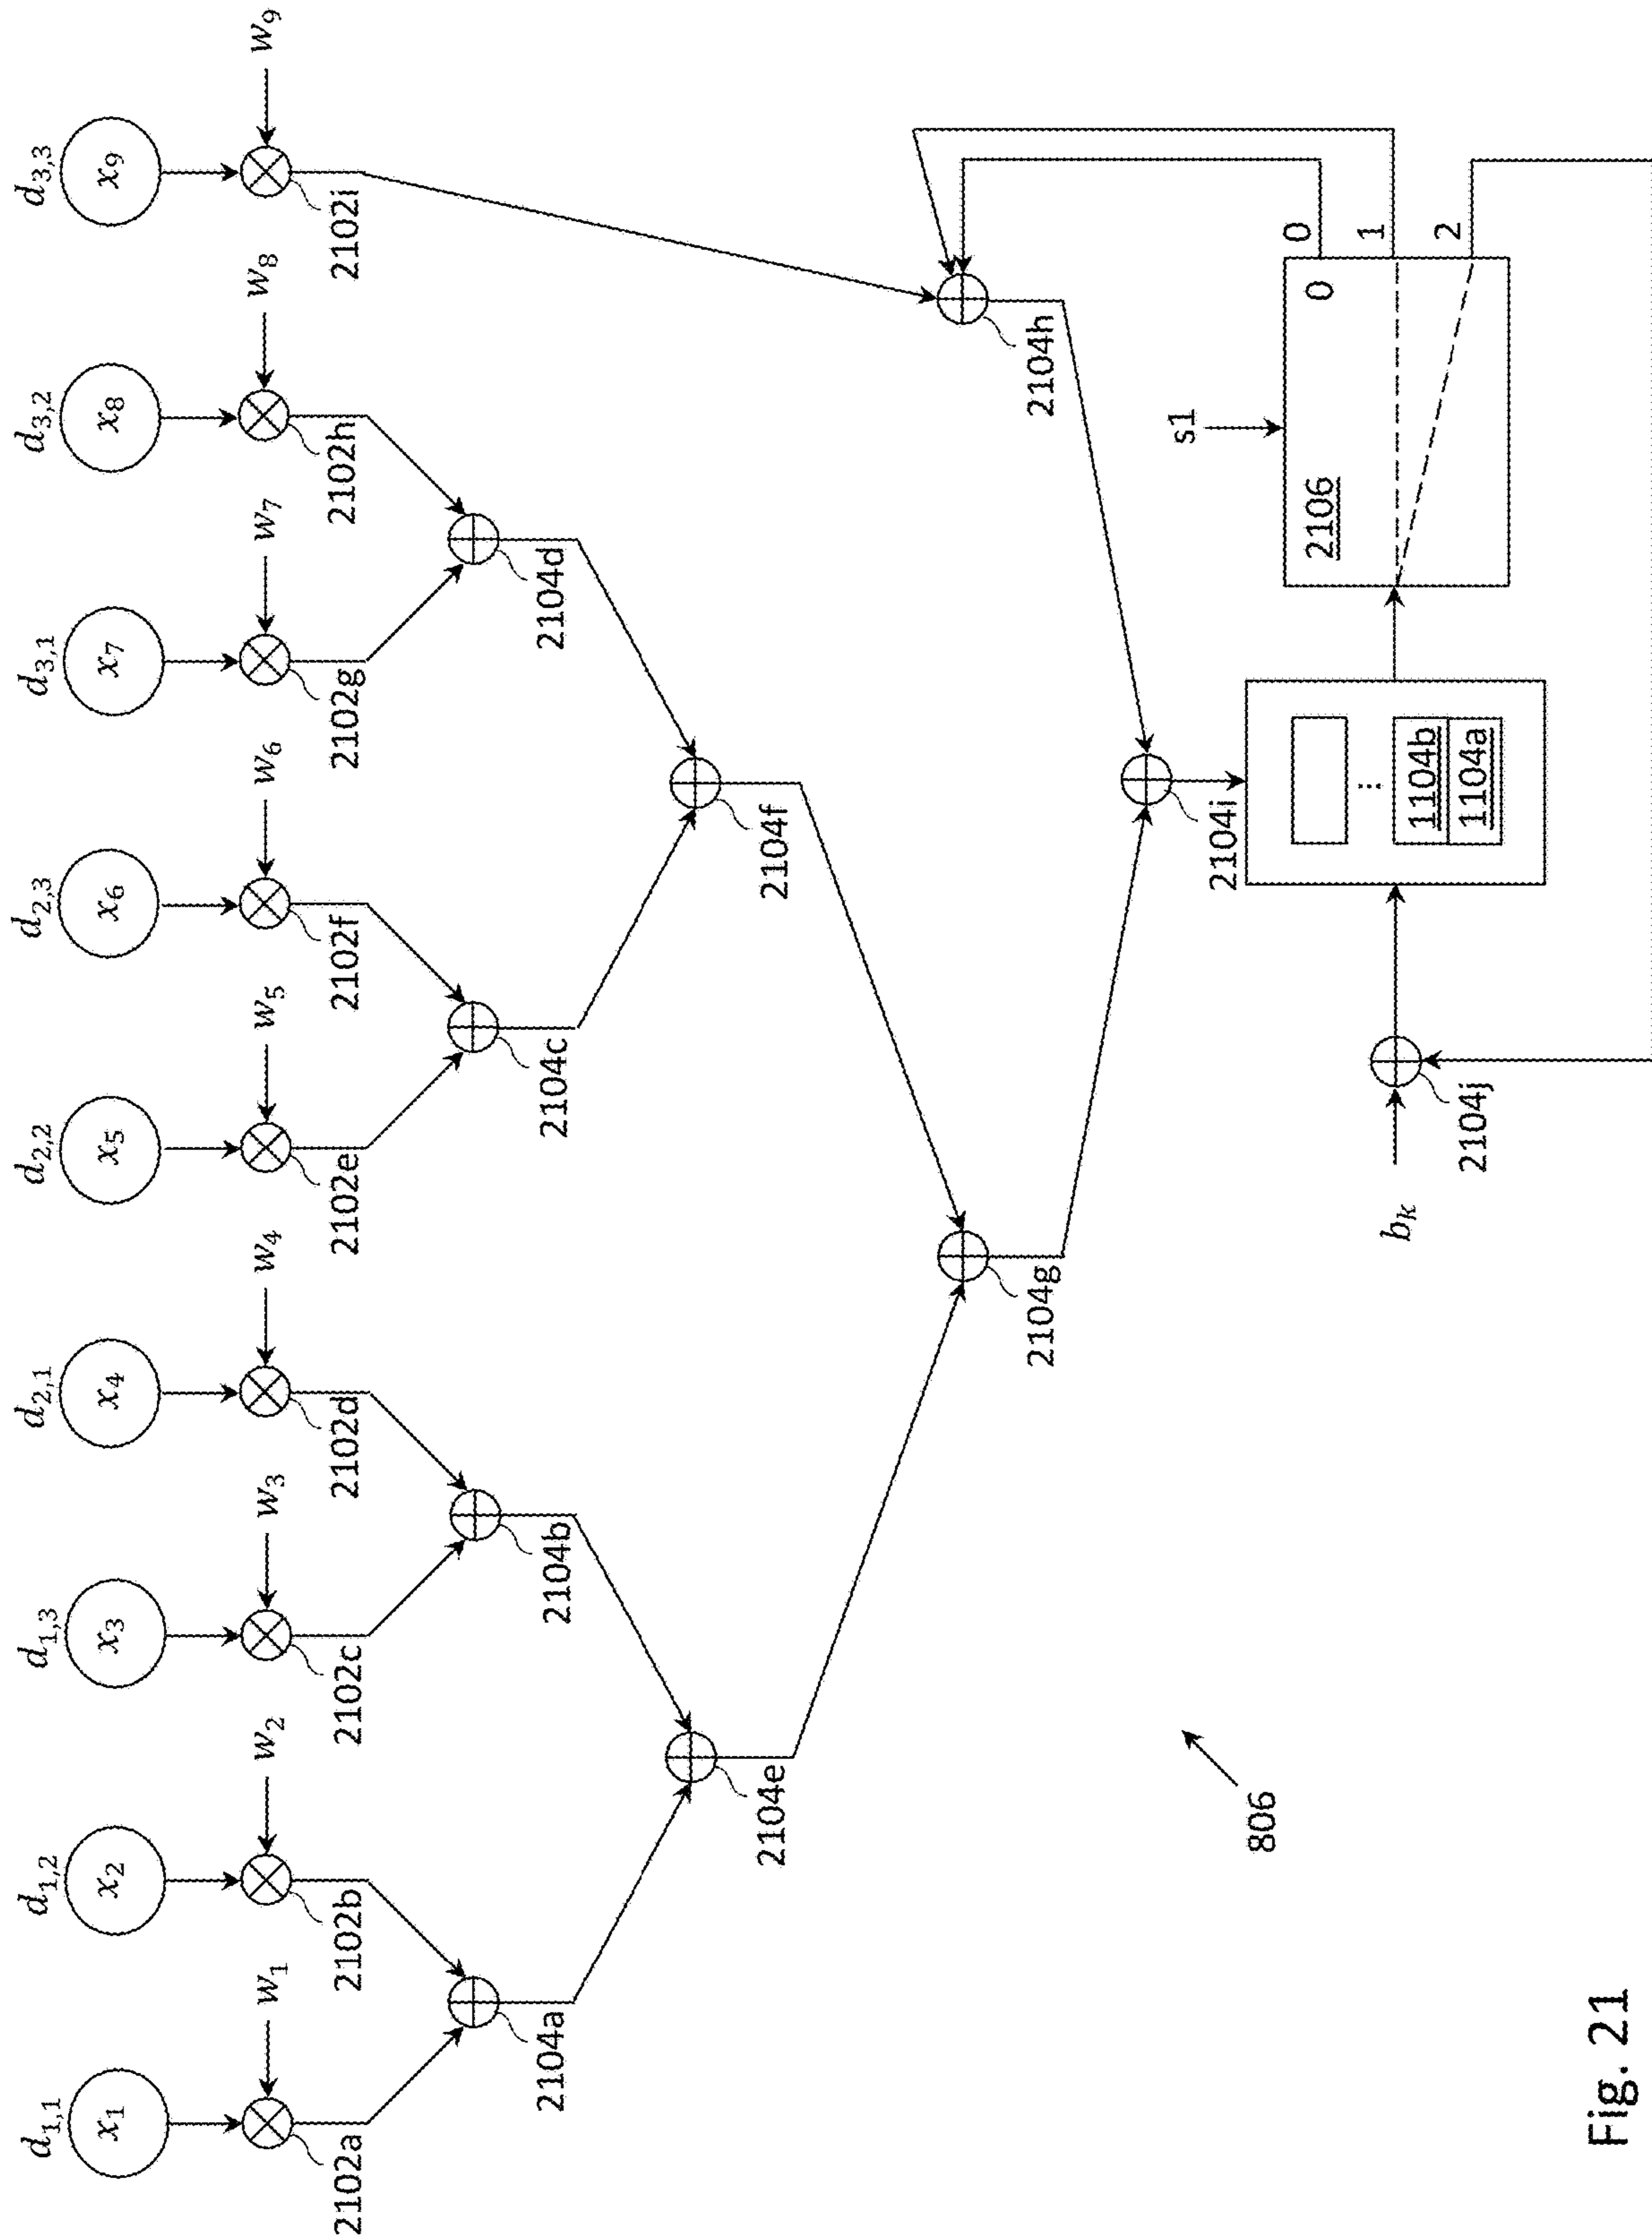 d1,1 d1,2 d1,3 d2,1 d2,2 d2,3 d3,1 d3,2 d3,3
x1 x2 x3 x4 x5 x6 x7 x8 x9
w1 w2 w3 w4 w5 w6 w7 w8 w9
2102a 2102b 2102c 2102d 2102e 2102f 2102g 2102h 2102i
2104a 2104b 2104c 2104d
2104e 2104f
2104g 2104h
2104i
s1
2106
0
0
1
2
⋮
1104b
1104a
bk
2104j
806
Fig. 21